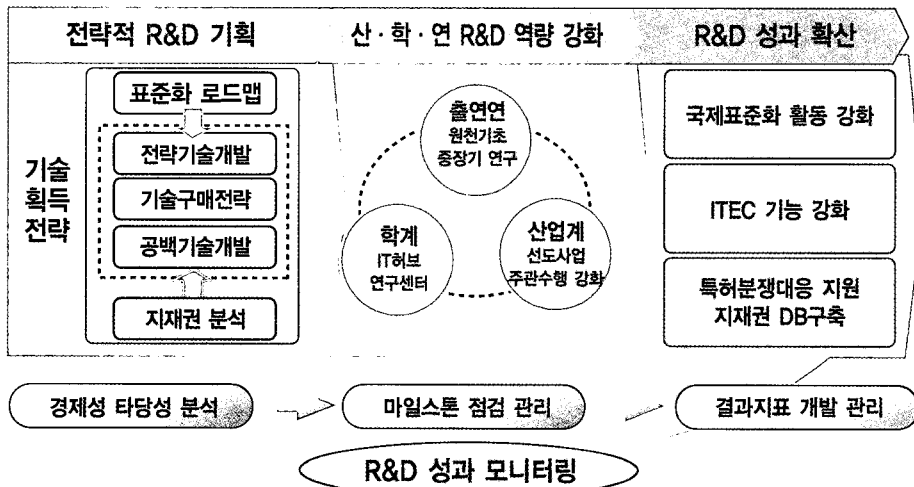 전략적 R&D 기획
산·학·연 R&D 역량 강화
R&D 성과 확산
기술
획득
전략
표준화 로드맵
전략기술개발
기술구매전략
공백기술개발
지재권 분석
출연연
원천기초
중장기 연구
학계
IT허브
연구센터
산업계
선도사업
주관수행 강화
국제표준화 활동 강화
ITEC 기능 강화
특허분쟁대응 지원
지재권 DB구축
경제성 타당성 분석
마일스톤 점검 관리
결과지표 개발 관리
R&D 성과 모니터링